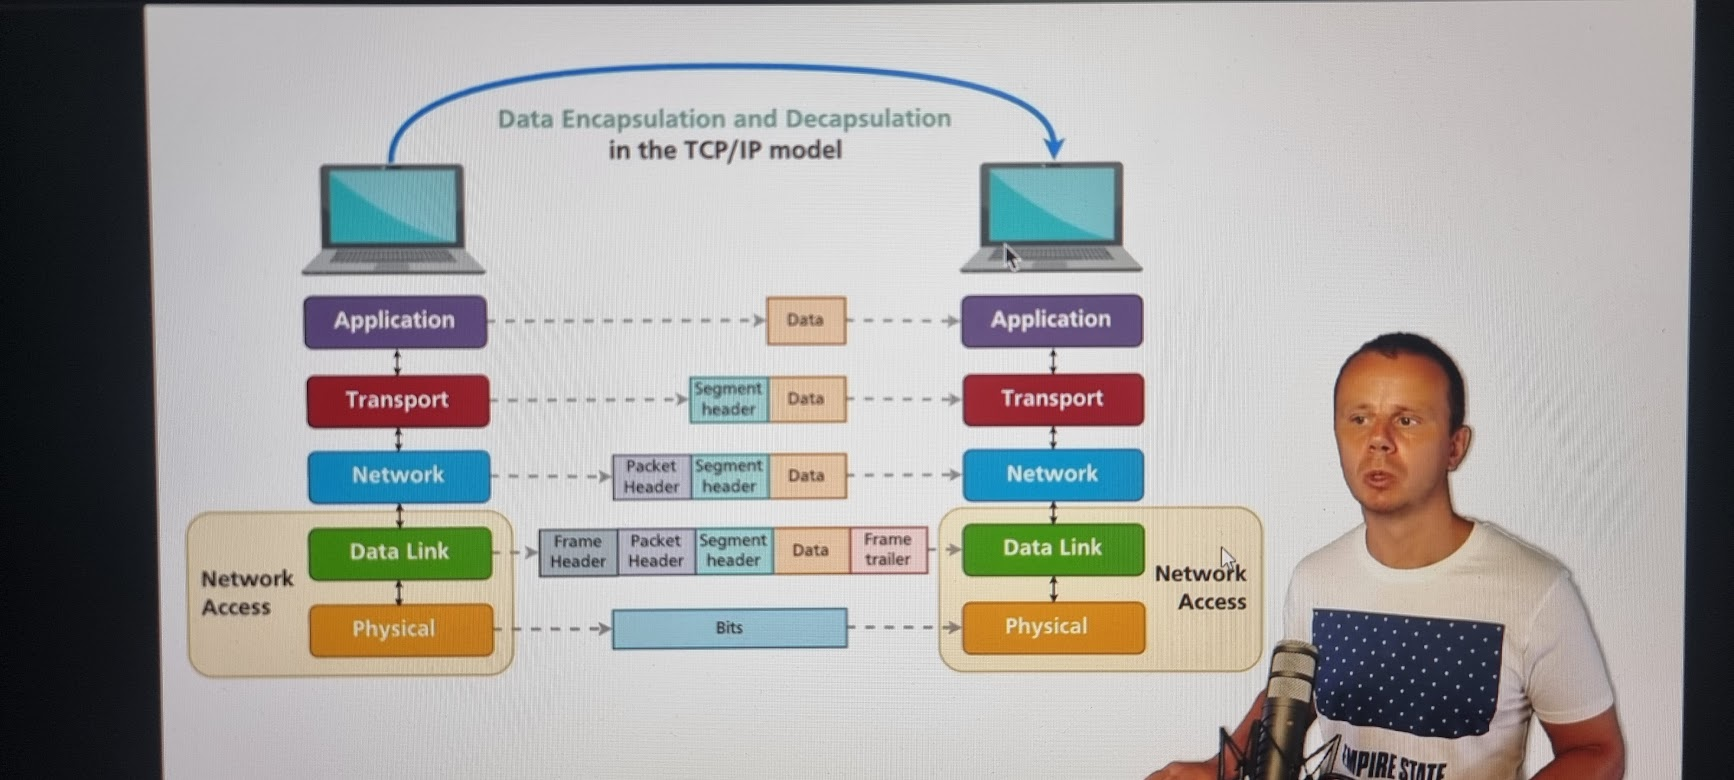 Data Encapsulation and Decapsulation
in the TCP/IP model
Application
Data
Application
Transport
Segment
header
Data
Transport
Network
Packet
Header
Segment
header
Data
Network
Data Link
Frame
Header
Packet
Header
Segment
header
Data
Frame
trailer
Data Link
Network
Access
Network
Access
Physical
Bits
Physical
EMPIRE STATE